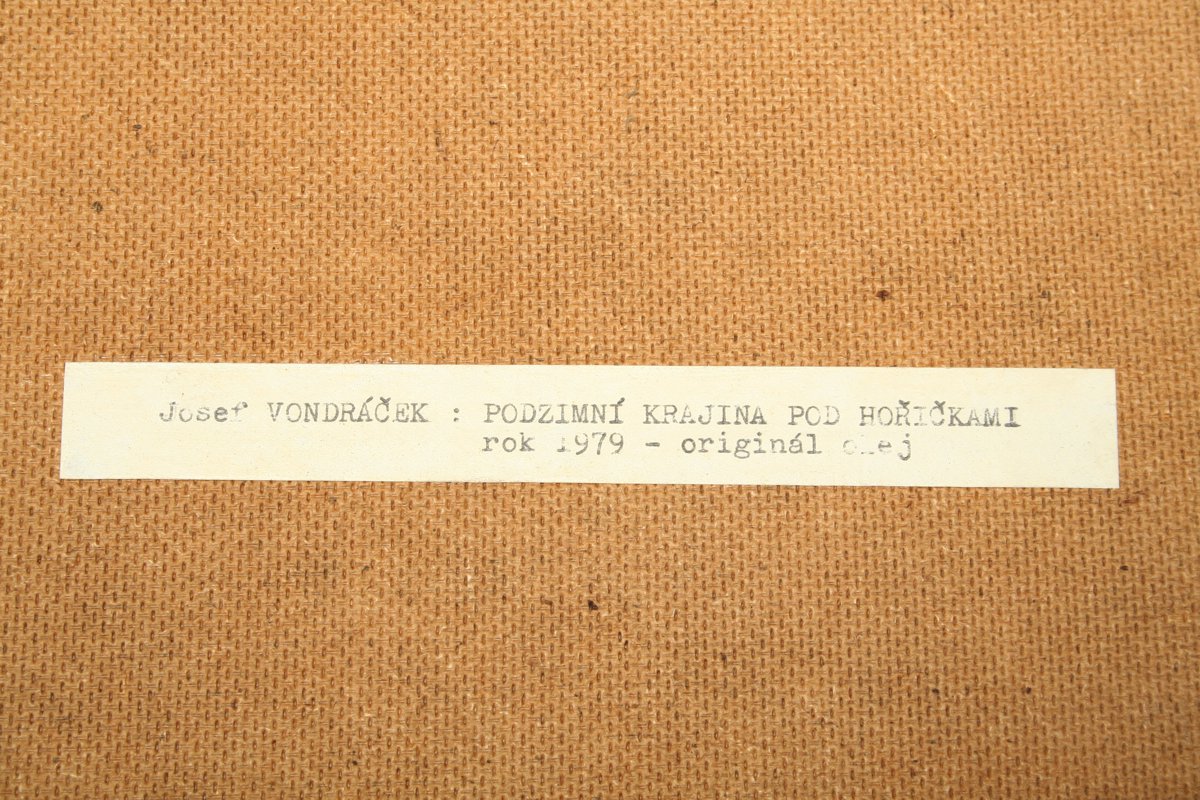 Josef VONDRÁČEK : PODZIMNÍ KRAJINA POD HOŘIČKAMI
rok 1979 - originál olej